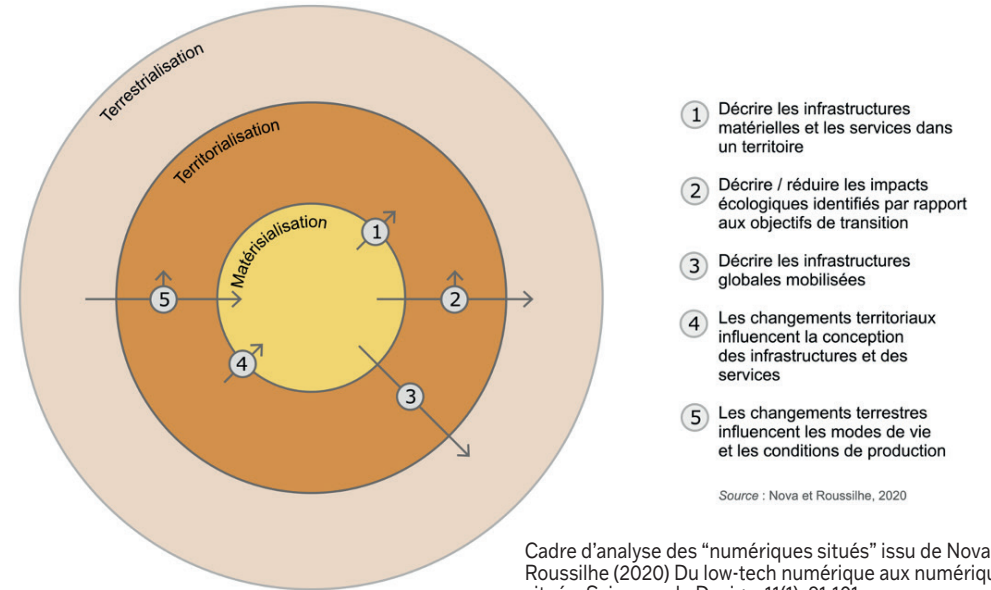 Terrestrialisation
Territorialisation
Matérisialisation
1
2
3
4
5
1 Décrire les infrastructures
matérielles et les services dans
un territoire
2 Décrire / réduire les impacts
écologiques identifiés par rapport
aux objectifs de transition
3 Décrire les infrastructures
globales mobilisées
4 Les changements territoriaux
influencent la conception
des infrastructures et des
services
5 Les changements terrestres
influencent les modes de vie
et les conditions de production
Source : Nova et Roussilhe, 2020
Cadre d'analyse des “numériques situés” issu de Nova
Roussilhe (2020) Du low-tech numérique aux numériqu